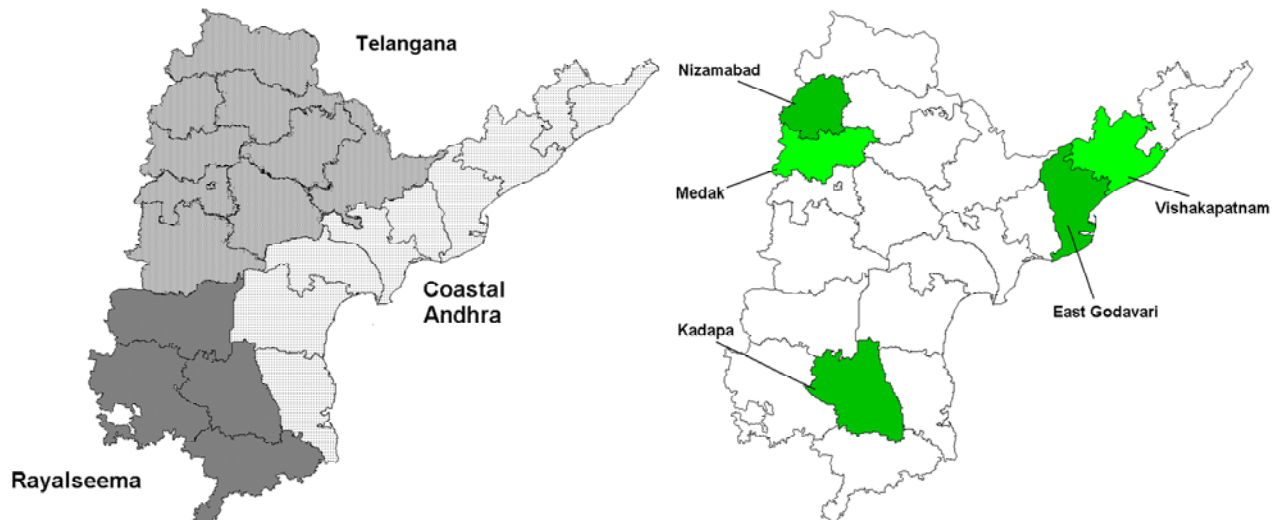 Telangana
Coastal
Andhra
Rayalseema
Nizamabad
Medak
Vishakapatnam
East Godavari
Kadapa